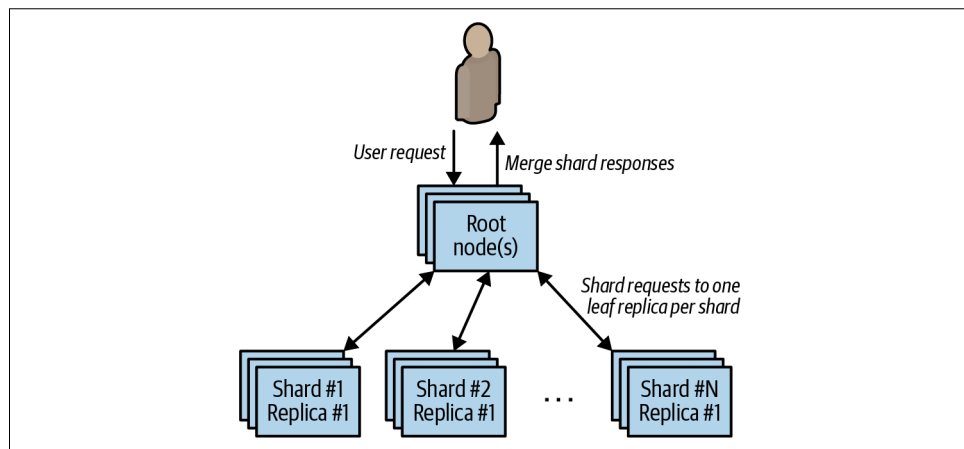 User request
Merge shard responses
Root
node(s)
Shard requests to one
leaf replica per shard
Shard #1
Replica #1
Shard #2
Replica #1
...
Shard #N
Replica #1